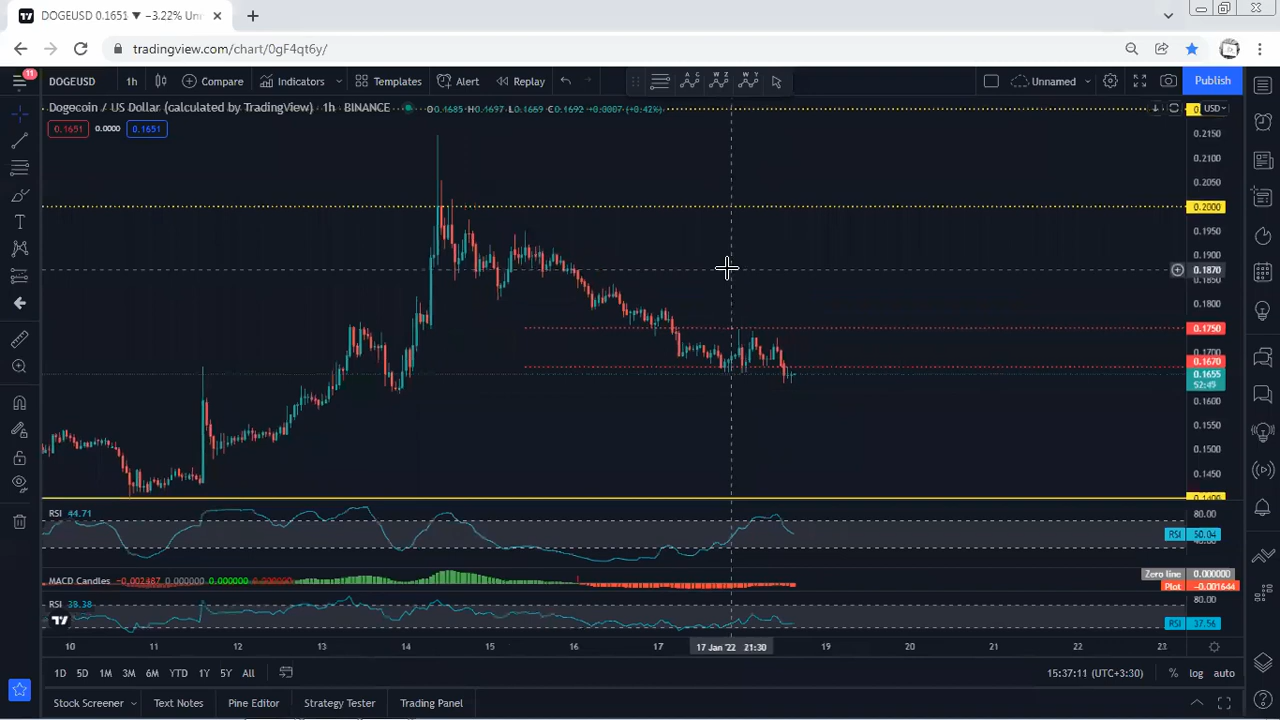 DOGEUSD 0.1651 ▼ −3.22% Un
tradingview.com/chart/0gF4qt6y/
11
DOGEUSD 1h Compare Indicators Templates Alert Replay Unnamed Publish
Dogecoin / US Dollar (calculated by TradingView) 1h BINANCE O0.1685 H0.1697 L0.1669 C0.1692 +0.0007 (+0.42%) USD
0.1651 0.0000 0.1651
0.2150
0.2100
0.2050
0.2000
0.1950
0.1900
0.1870
0.1850
0.1800
0.1750
0.1700
0.1670
0.1655
52:49
0.1600
0.1550
0.1500
0.1450
0.1400
RSI 44.71 80.00
RSI 50.04
MACD Candles −0.002487 0.000000 0.000000 0.000000 Zero line 0.000000
Plot −0.001644
RSI 38.38 80.00
RSI 37.56
10 11 12 13 14 15 16 17 17 Jan '22 21:30 19 20 21 22 23
1D 5D 1M 3M 6M YTD 1Y 5Y All 15:37:11 (UTC+3:30) % log auto
Stock Screener Text Notes Pine Editor Strategy Tester Trading Panel